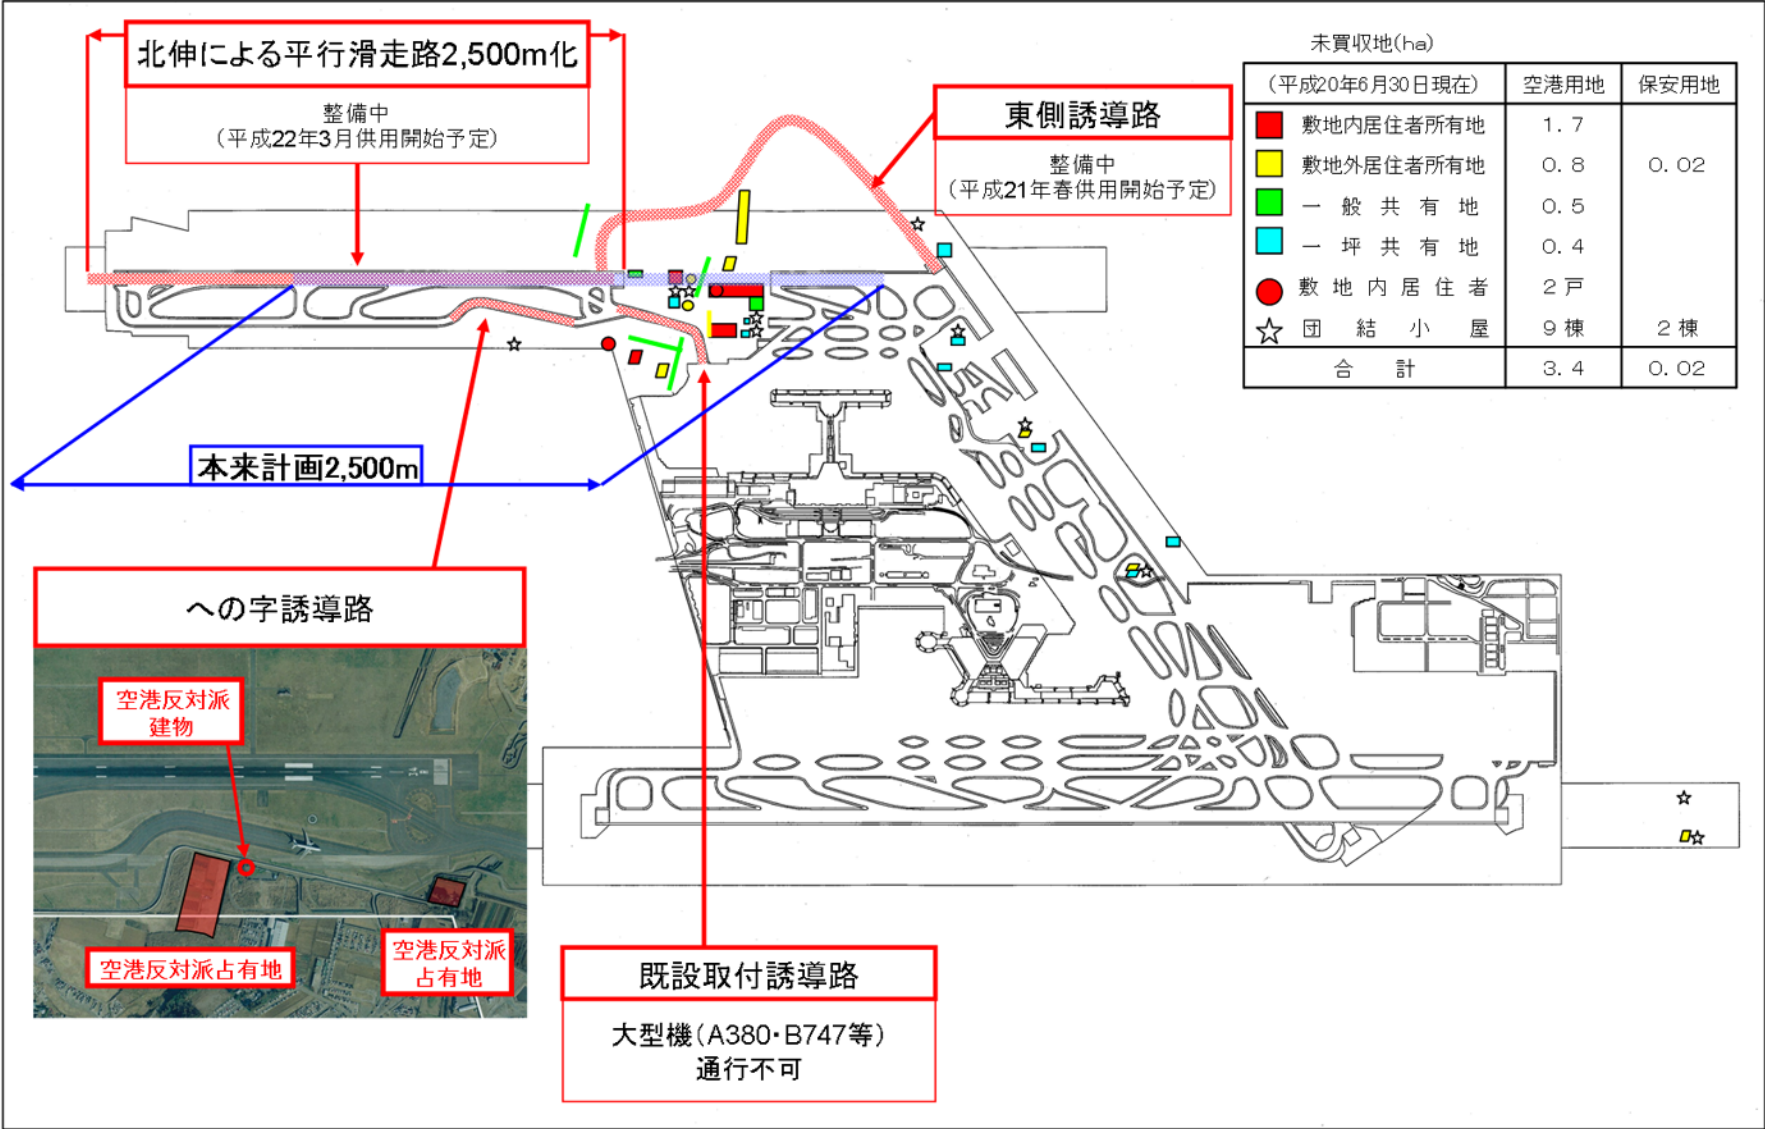 北伸による平行滑走路2,500m化
整備中
（平成22年3月供用開始予定）
東側誘導路
整備中
（平成21年春供用開始予定）
未買収地(ha)
（平成20年6月30日現在） 空港用地 保安用地
敷地内居住者所有地 1.7
敷地外居住者所有地 0.8 0.02
一般共有地 0.5
一坪共有地 0.4
敷地内居住者 2戸
団結小屋 9棟 2棟
合計 3.4 0.02
本来計画2,500m
への字誘導路
空港反対派
建物
空港反対派占有地
空港反対派
占有地
既設取付誘導路
大型機（A380・B747等）
通行不可